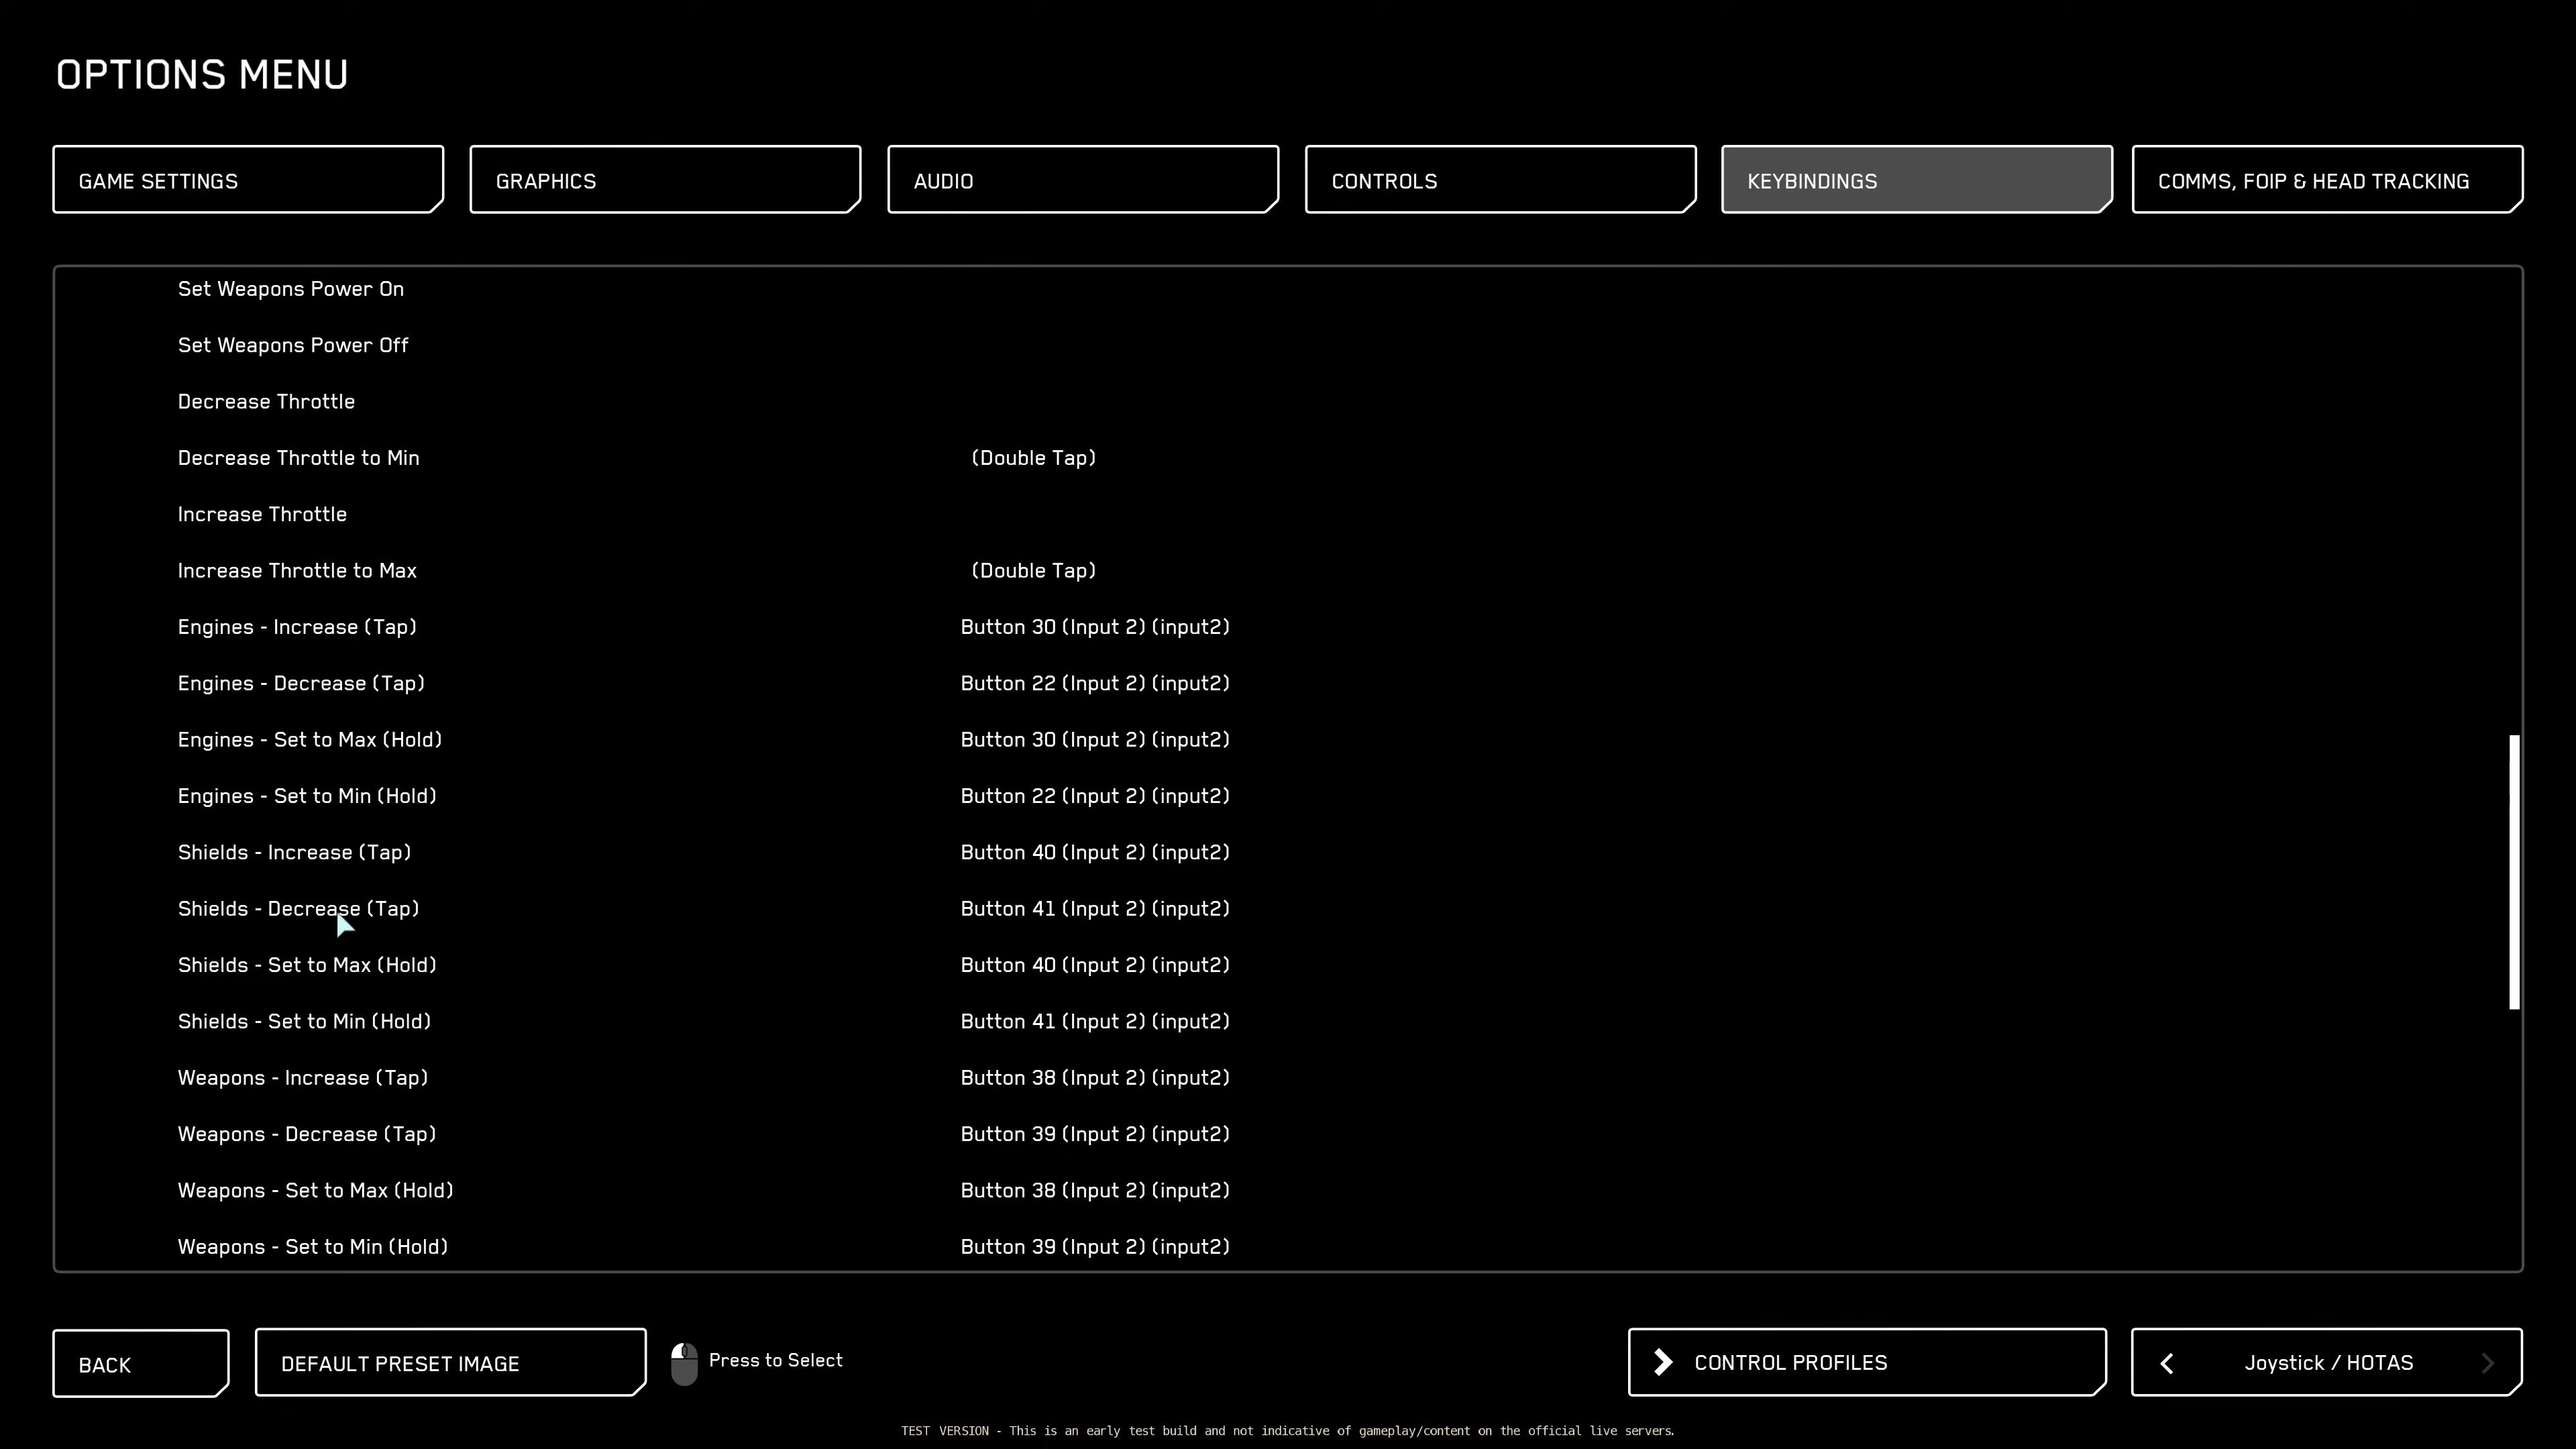 OPTIONS MENU
GAME SETTINGS
GRAPHICS
AUDIO
CONTROLS
KEYBINDINGS
COMMS, FOIP & HEAD TRACKING
Set Weapons Power On
Set Weapons Power Off
Decrease Throttle
Decrease Throttle to Min (Double Tap)
Increase Throttle
Increase Throttle to Max (Double Tap)
Engines - Increase (Tap) Button 30 (Input 2) (input2)
Engines - Decrease (Tap) Button 22 (Input 2) (input2)
Engines - Set to Max (Hold) Button 30 (Input 2) (input2)
Engines - Set to Min (Hold) Button 22 (Input 2) (input2)
Shields - Increase (Tap) Button 40 (Input 2) (input2)
Shields - Decrease (Tap) Button 41 (Input 2) (input2)
Shields - Set to Max (Hold) Button 40 (Input 2) (input2)
Shields - Set to Min (Hold) Button 41 (Input 2) (input2)
Weapons - Increase (Tap) Button 38 (Input 2) (input2)
Weapons - Decrease (Tap) Button 39 (Input 2) (input2)
Weapons - Set to Max (Hold) Button 38 (Input 2) (input2)
Weapons - Set to Min (Hold) Button 39 (Input 2) (input2)
BACK
DEFAULT PRESET IMAGE
Press to Select
CONTROL PROFILES
Joystick / HOTAS
TEST VERSION - This is an early test build and not indicative of gameplay/content on the official live servers.